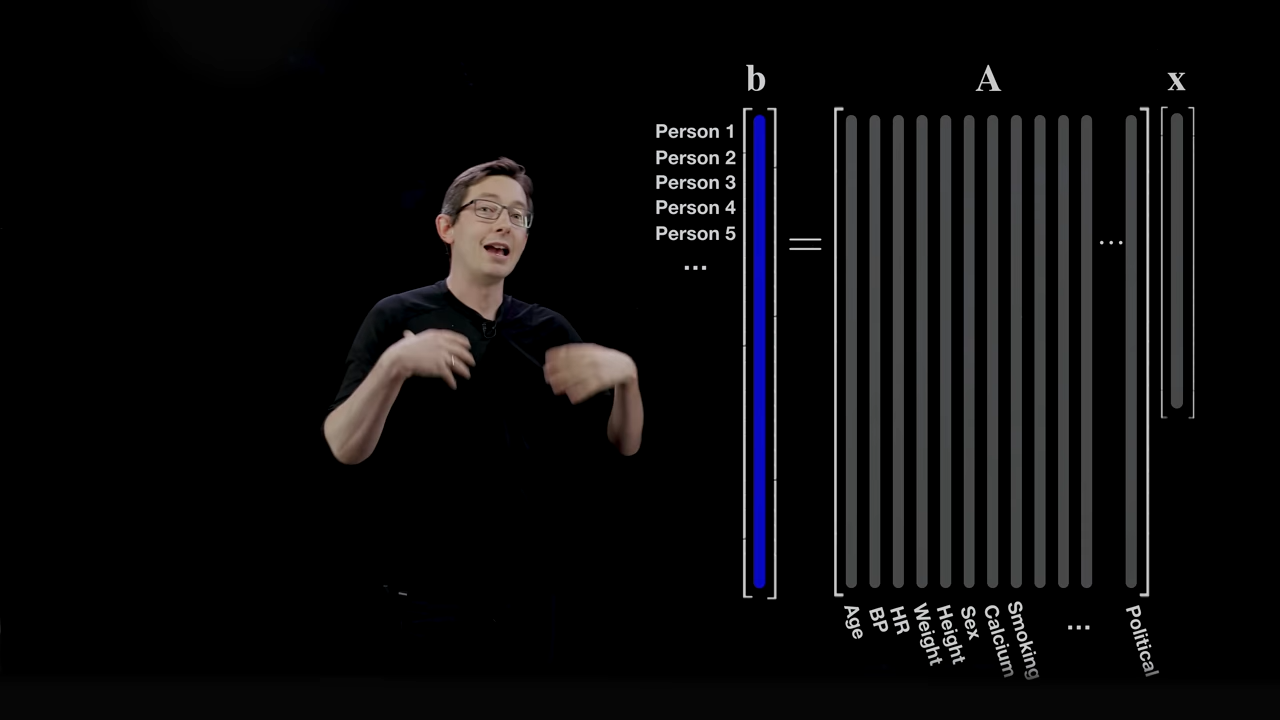 b
A
x
Person 1
Person 2
Person 3
Person 4
Person 5
...
=
...
Age
BP
HR
Weight
Height
Sex
Calcium
Smoking
...
Political